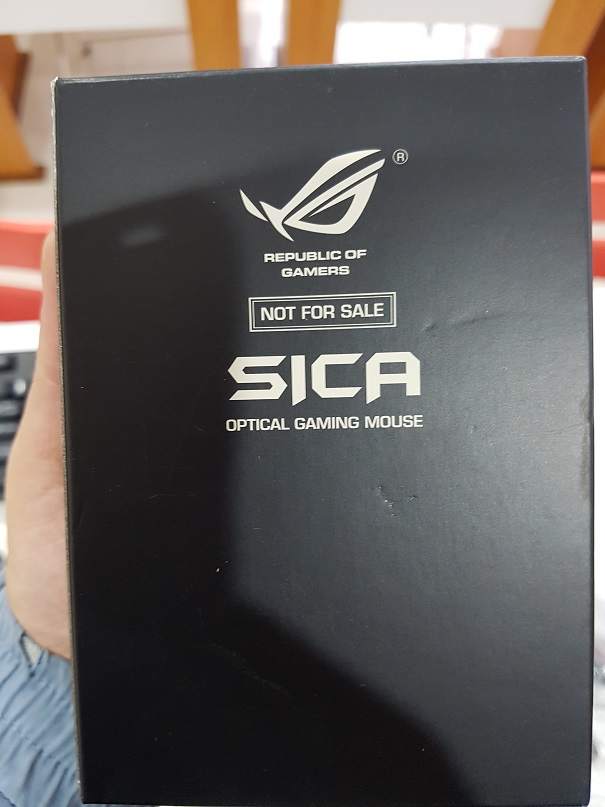 ®
REPUBLIC OF
GAMERS
NOT FOR SALE
SICA
OPTICAL GAMING MOUSE